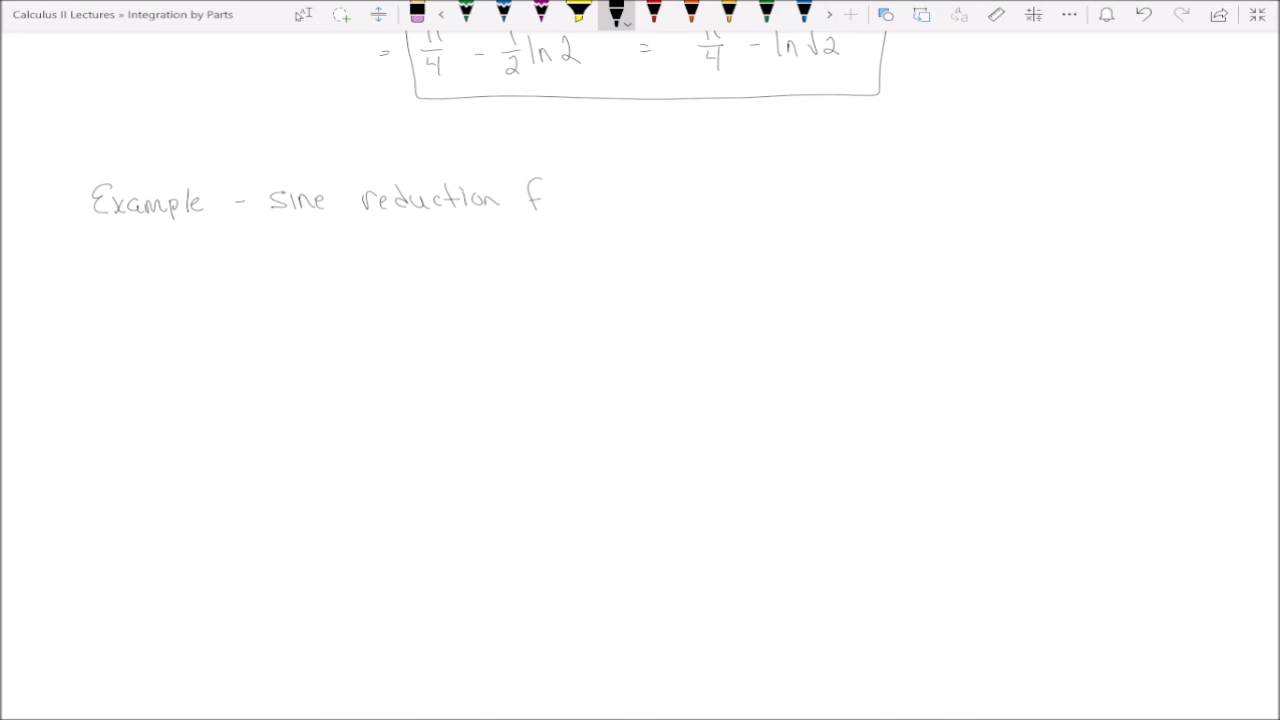 Calculus II Lectures » Integration by Parts
= π/4 - 1/2 ln 2 = π/4 - ln √2
Example - sine reduction f